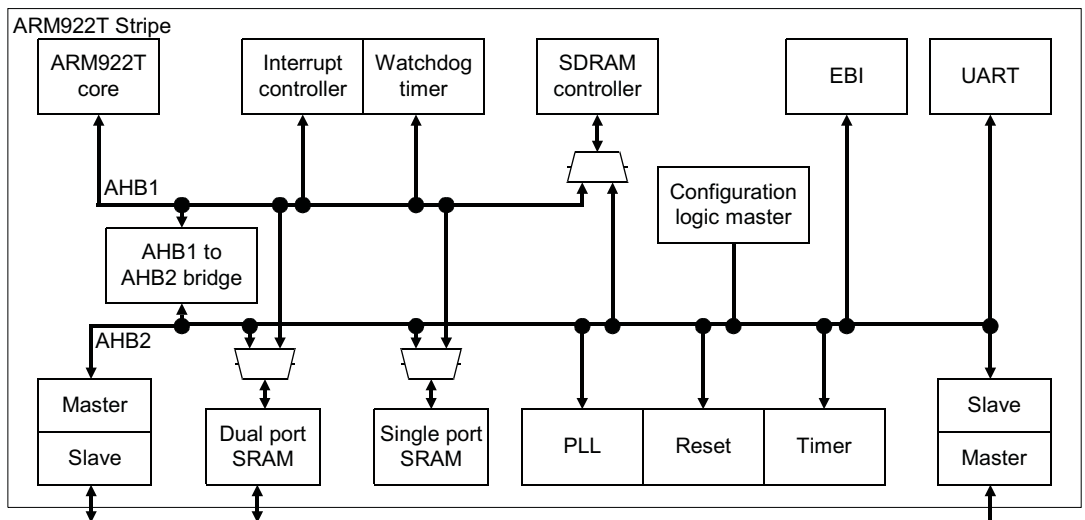 ARM922T Stripe
ARM922T
core
Interrupt
controller
Watchdog
timer
SDRAM
controller
EBI
UART
AHB1
Configuration
logic master
AHB1 to
AHB2 bridge
AHB2
Master
Slave
Dual port
SRAM
Single port
SRAM
PLL
Reset
Timer
Slave
Master